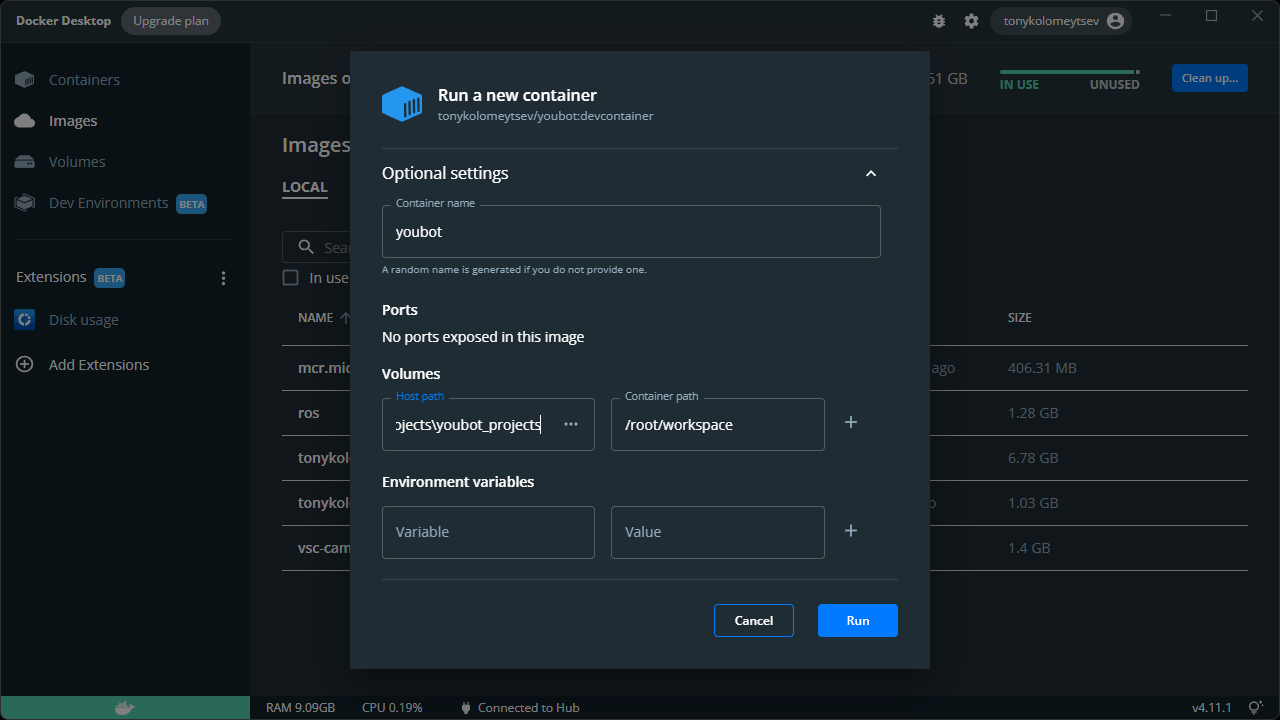 Docker Desktop
Upgrade plan
tonykolomeytsev
Containers
Images
Volumes
Dev Environments BETA
Extensions BETA
Disk usage
Add Extensions
Images o
51 GB
IN USE
UNUSED
Clean up...
Images
LOCAL
Sear
In use
NAME
SIZE
mcr.mic
ago
406.31 MB
ros
1.28 GB
tonykol
6.78 GB
tonykol
o
1.03 GB
vsc-cam
1.4 GB
Run a new container
tonykolomeytsev/youbot:devcontainer
Optional settings
Container name
youbot
A random name is generated if you do not provide one.
Ports
No ports exposed in this image
Volumes
Host path
ojects\youbot_projects
Container path
/root/workspace
Environment variables
Variable
Value
Cancel
Run
RAM 9.09GB
CPU 0.19%
Connected to Hub
v4.11.1